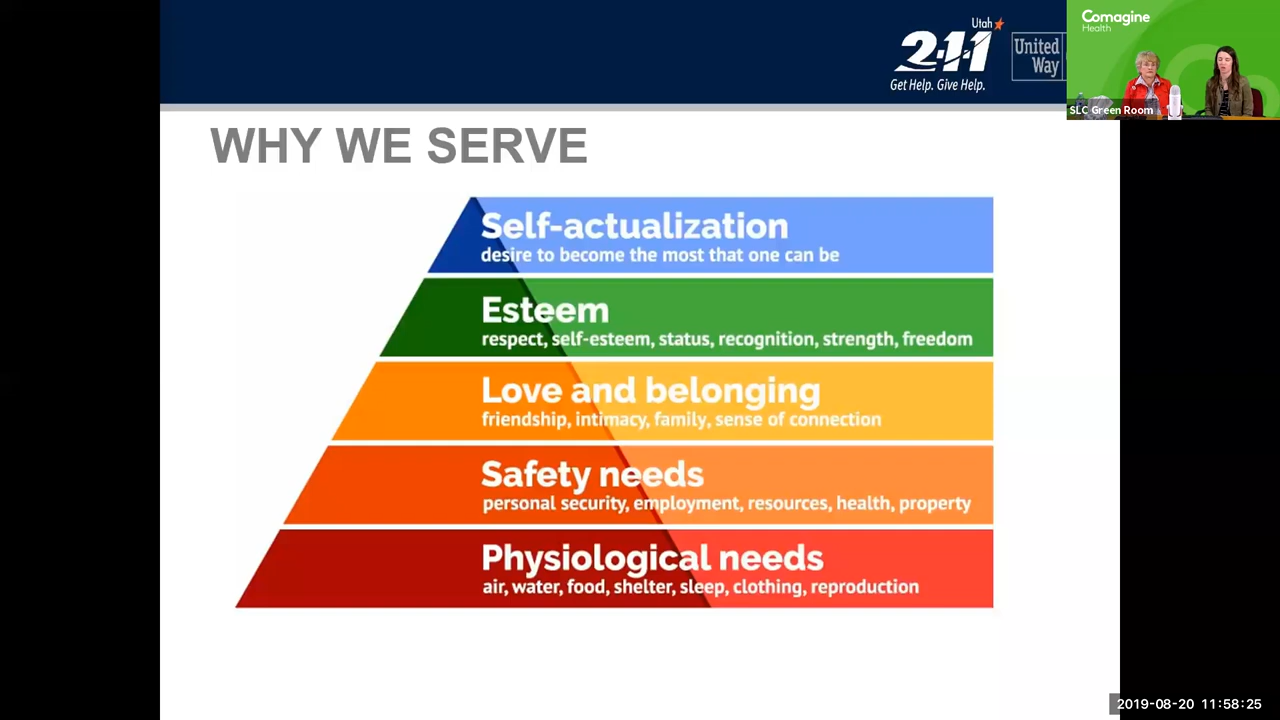 Utah
2-1-1
Get Help. Give Help.
United
Way
Comagine
Health
SLC Green Room
WHY WE SERVE
Self-actualization
desire to become the most that one can be
Esteem
respect, self-esteem, status, recognition, strength, freedom
Love and belonging
friendship, intimacy, family, sense of connection
Safety needs
personal security, employment, resources, health, property
Physiological needs
air, water, food, shelter, sleep, clothing, reproduction
2019-08-20 11:58:25